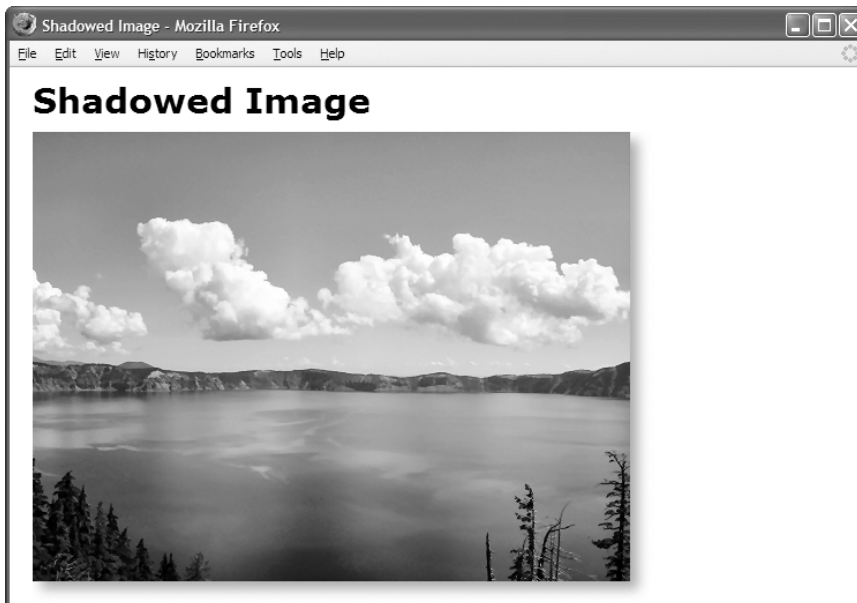 Shadowed Image - Mozilla Firefox
File Edit View History Bookmarks Tools Help
Shadowed Image